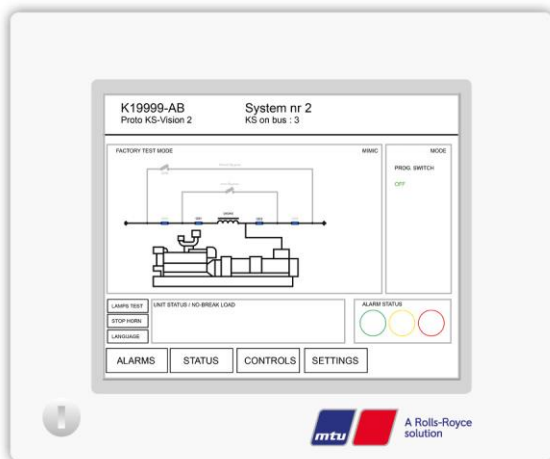 K19999-AB
Proto KS-Vision 2
System nr 2
KS on bus : 3
FACTORY TEST MODE
MIMIC
MODE
PROG. SWITCH
OFF
LAMPS TEST
STOP HORN
LANGUAGE
UNIT STATUS / NO-BREAK LOAD
ALARM STATUS
ALARMS
STATUS
CONTROLS
SETTINGS
mtu
A Rolls-Royce
solution